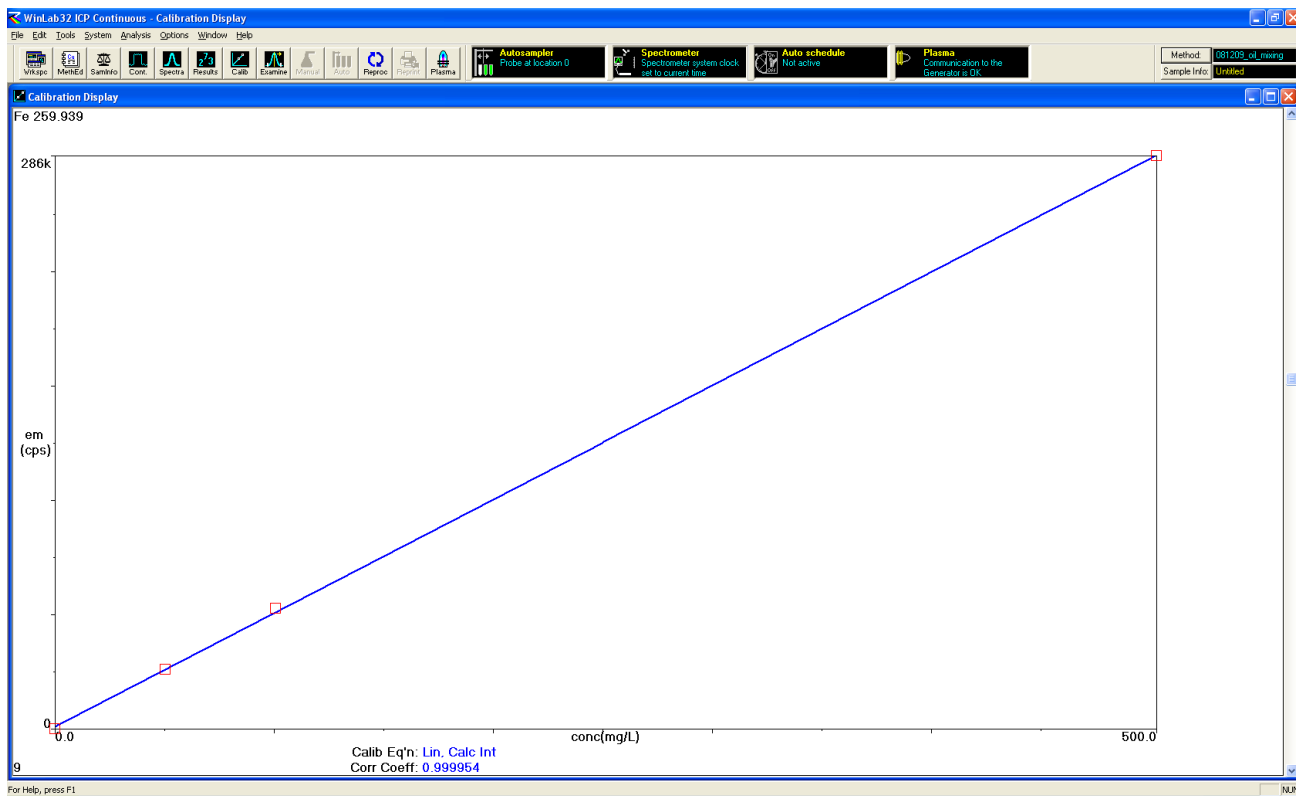 WinLab32 ICP Continuous - Calibration Display
File Edit Tools System Analysis Options Window Help
Wrkspc MethEd SamInfo Cont. Spectra Results Calib Examine Manual Auto Reproc Reprint Plasma
Autosampler
Probe at location 0
Spectrometer
Spectrometer system clock
set to current time
Auto schedule
Not active
Plasma
Communication to the
Generator is OK
Method: 081209_oil_mixing
Sample Info: Untitled
Calibration Display
Fe 259.939
286k
em
(cps)
0
0.0 conc(mg/L) 500.0
Calib Eq'n: Lin, Calc Int
9 Corr Coeff: 0.999954
For Help, press F1 NUM